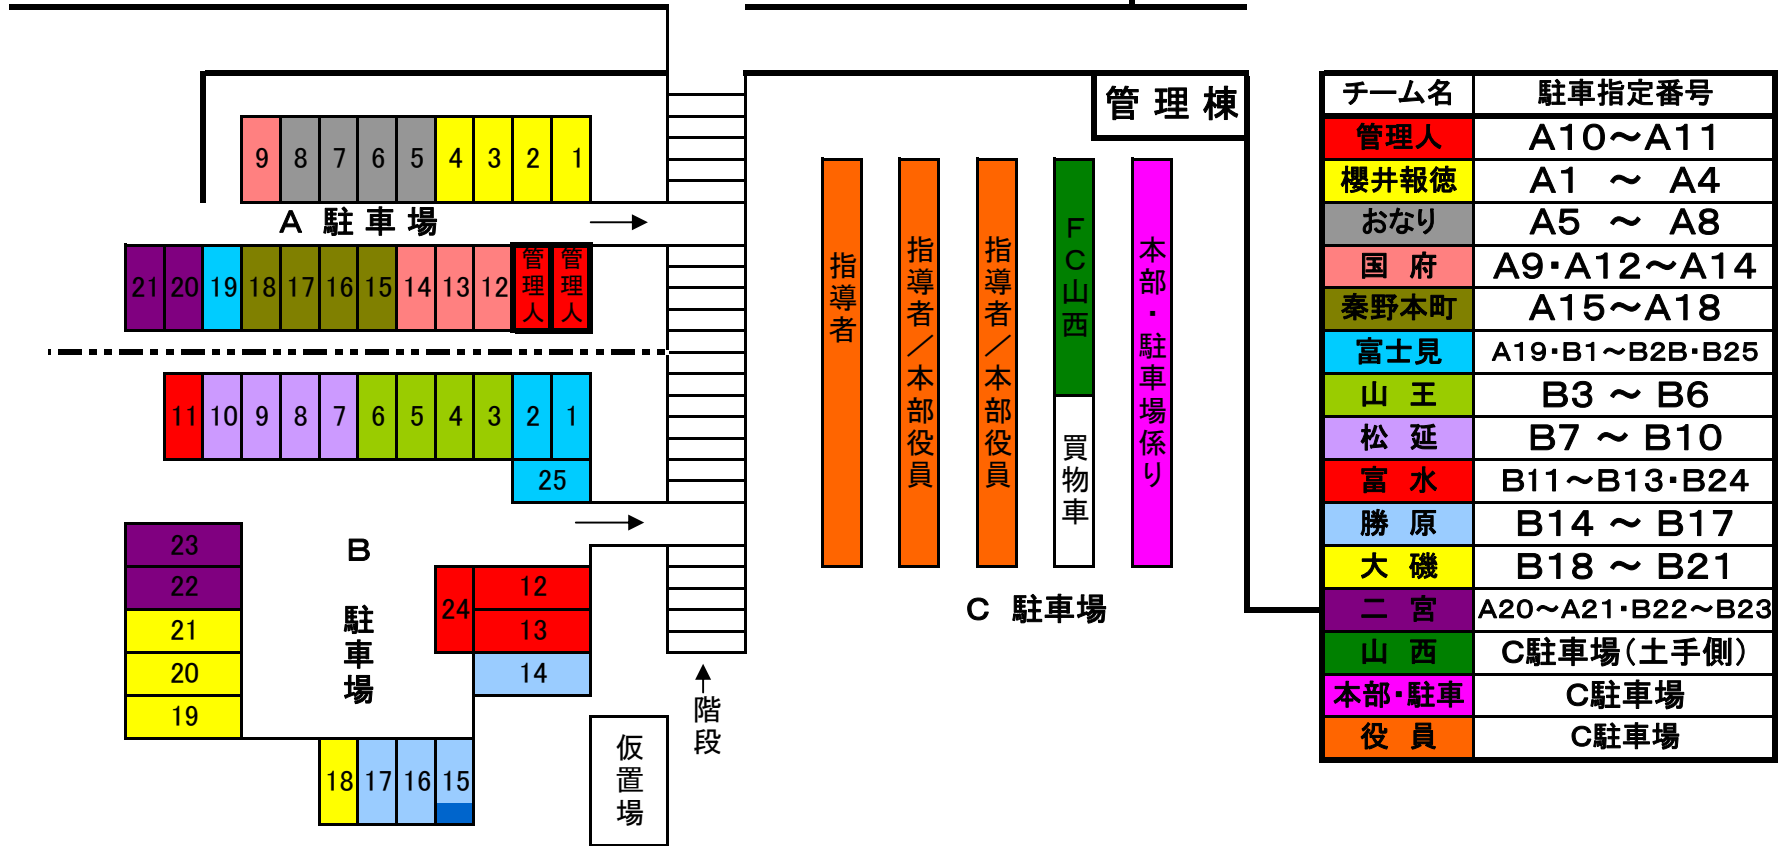 管 理 棟
9 8 7 6 5 4 3 2 1
A 駐 車 場
21 20 19 18 17 16 15 14 13 12 管理人 管理人
11 10 9 8 7 6 5 4 3 2 1
25
23
22
21
20
19
B 駐車場
24
12
13
14
18 17 16 15
仮置場
階段
指導者
指導者/本部役員
指導者/本部役員
FC山西
買物車
本部・駐車場係り
C 駐車場
チーム名 駐車指定番号
管理人 A10～A11
櫻井報徳 A1 ～ A4
おなり A5 ～ A8
国 府 A9・A12～A14
秦野本町 A15～A18
富士見 A19・B1～B2B・B25
山 王 B3 ～ B6
松 延 B7 ～ B10
富 水 B11～B13・B24
勝 原 B14 ～ B17
大 磯 B18 ～ B21
二 宮 A20～A21・B22～B23
山 西 C駐車場(土手側)
本部・駐車 C駐車場
役 員 C駐車場